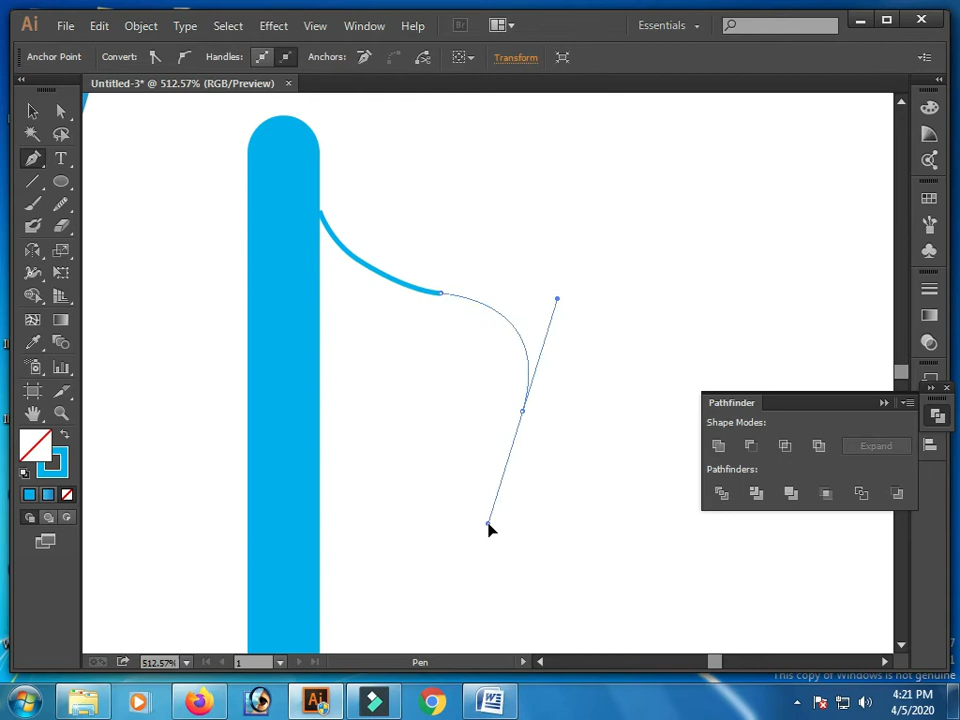 Ai File Edit Object Type Select Effect View Window Help Br Essentials
Anchor Point Convert: Handles: Anchors: Transform
Untitled-3* @ 512.57% (RGB/Preview) ×
T
Pathfinder
Shape Modes:
Expand
Pathfinders:
512.57% 1 Pen
This copy of Windows is not genuine
Ai W 4:21 PM
4/5/2020